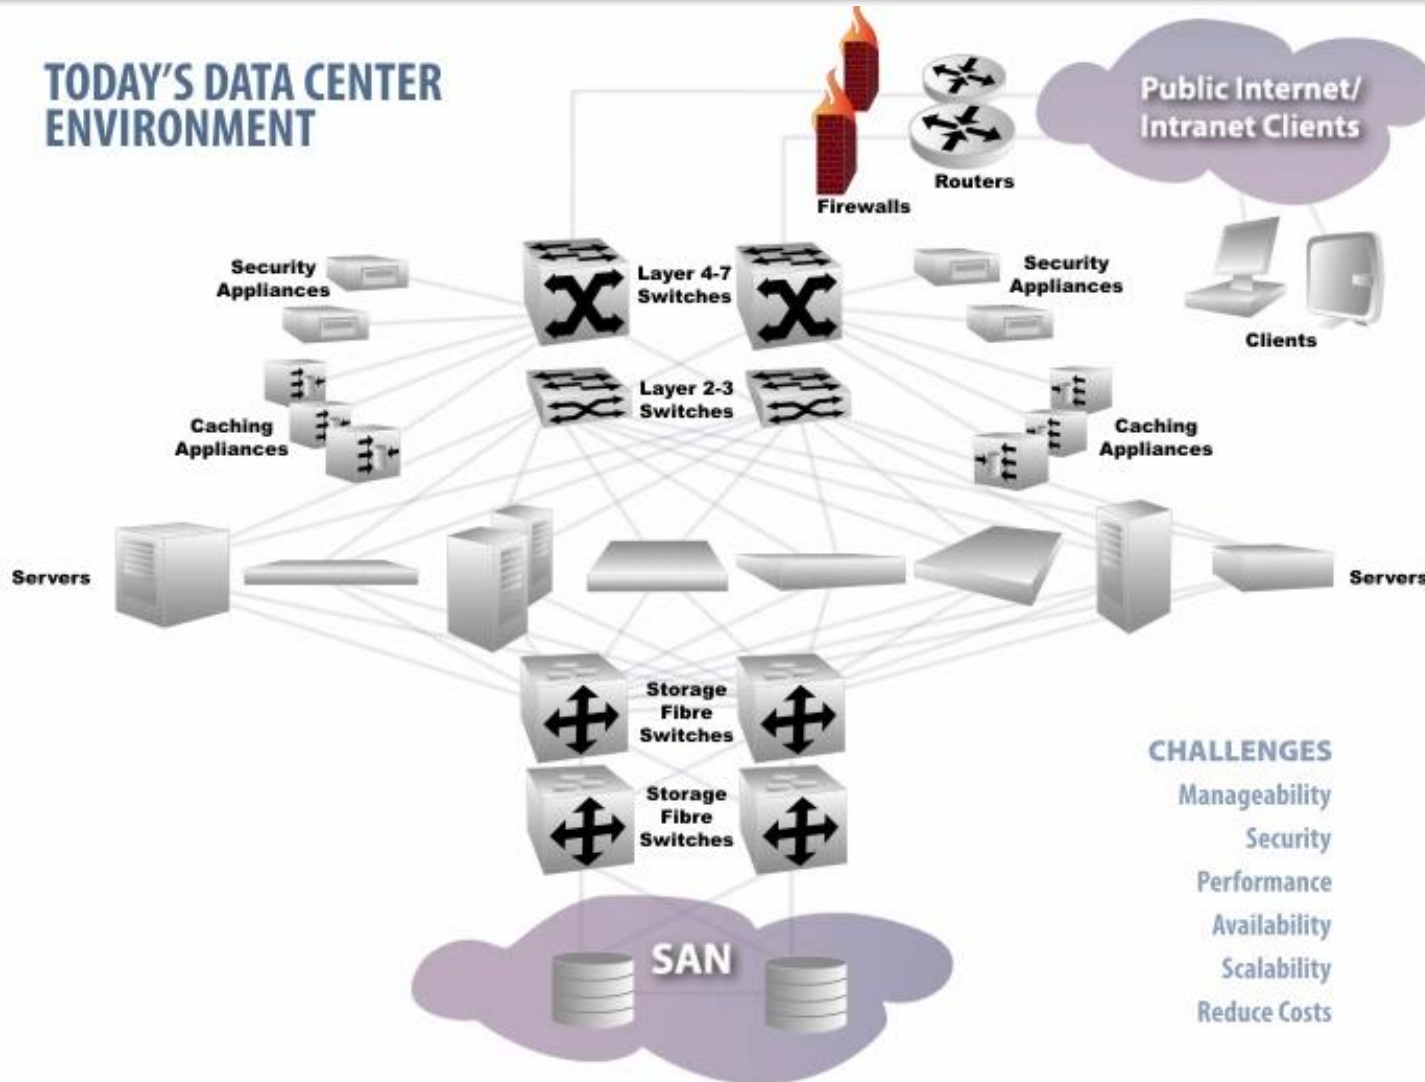 TODAY'S DATA CENTER
ENVIRONMENT
Public Internet/
Intranet Clients
Routers
Firewalls
Security
Appliances
Layer 4-7
Switches
Security
Appliances
Clients
Layer 2-3
Switches
Caching
Appliances
Caching
Appliances
Servers
Servers
Storage
Fibre
Switches
Storage
Fibre
Switches
SAN
CHALLENGES
Manageability
Security
Performance
Availability
Scalability
Reduce Costs